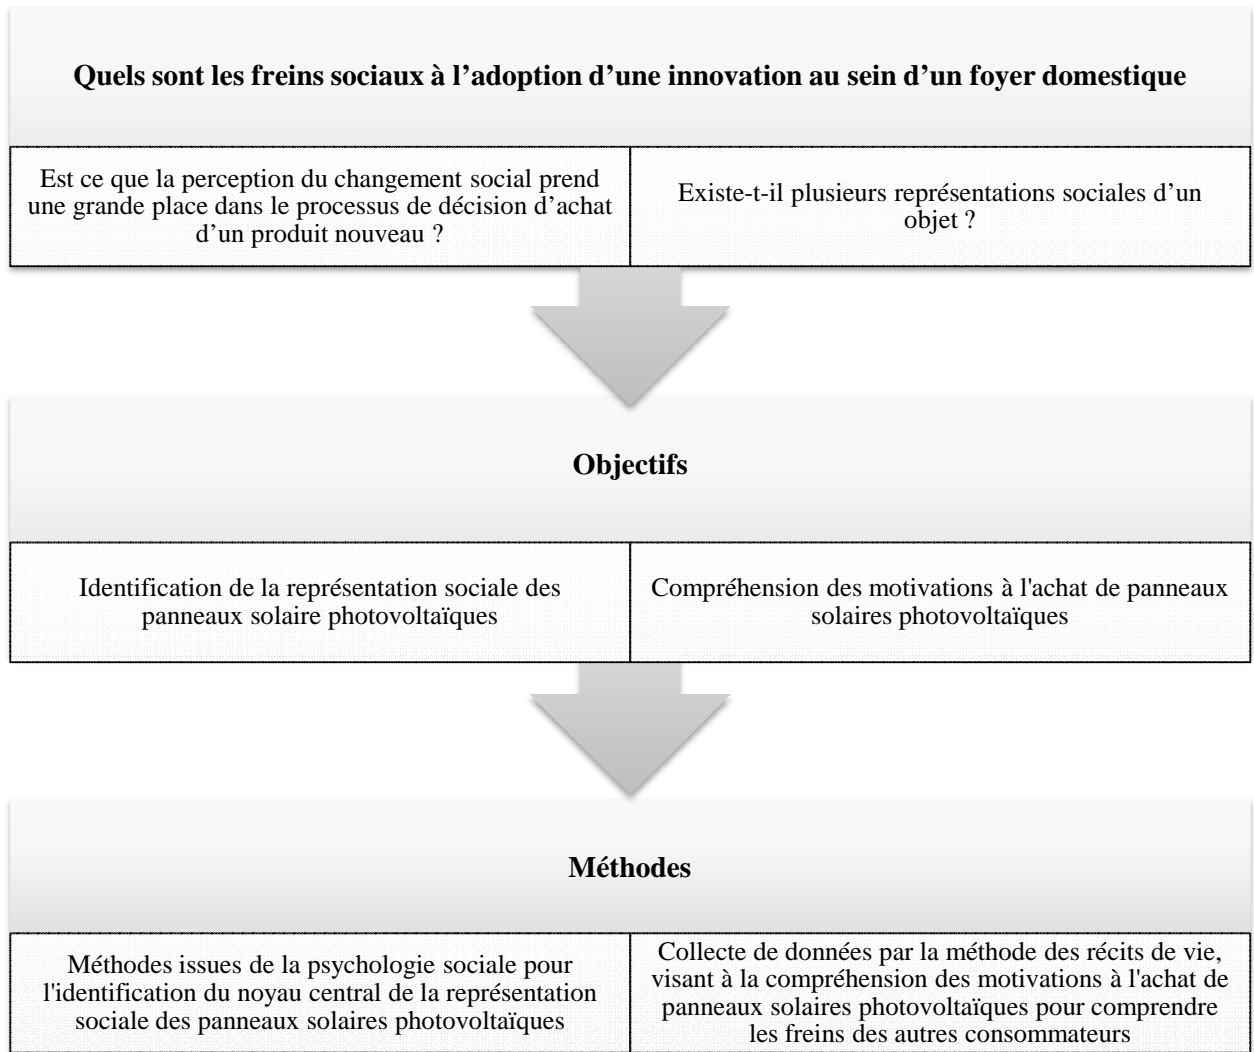 Quels sont les freins sociaux à l’adoption d’une innovation au sein d’un foyer domestique
Est ce que la perception du changement social prend
une grande place dans le processus de décision d’achat
d’un produit nouveau ?
Existe-t-il plusieurs représentations sociales d’un
objet ?
Objectifs
Identification de la représentation sociale des
panneaux solaire photovoltaïques
Compréhension des motivations à l'achat de panneaux
solaires photovoltaïques
Méthodes
Méthodes issues de la psychologie sociale pour
l'identification du noyau central de la représentation
sociale des panneaux solaires photovoltaïques
Collecte de données par la méthode des récits de vie,
visant à la compréhension des motivations à l'achat de
panneaux solaires photovoltaïques pour comprendre
les freins des autres consommateurs